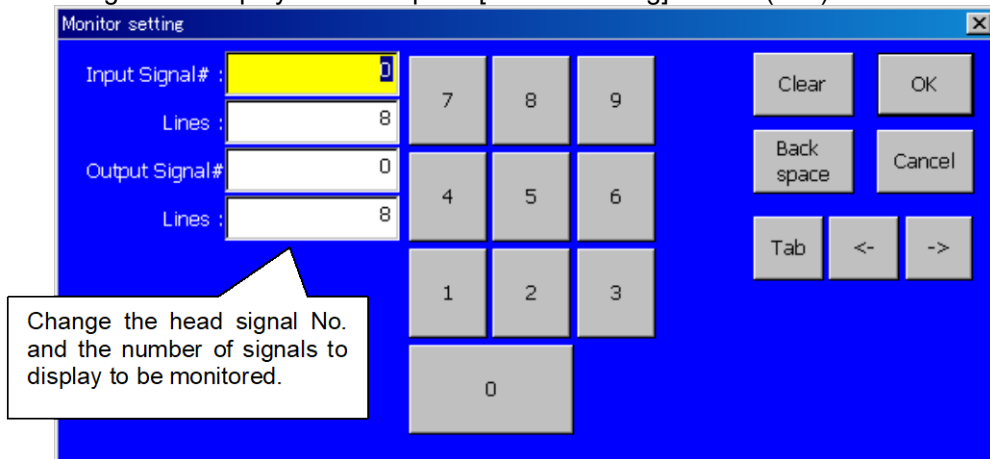 display
Monitor setting
Input Signal# : 0
Lines : 8
Output Signal# 0
Lines : 8
7 8 9
4 5 6
1 2 3
0
Clear OK
Back
space
Cancel
Tab <- ->
Change the head signal No.
and the number of signals to
display to be monitored.